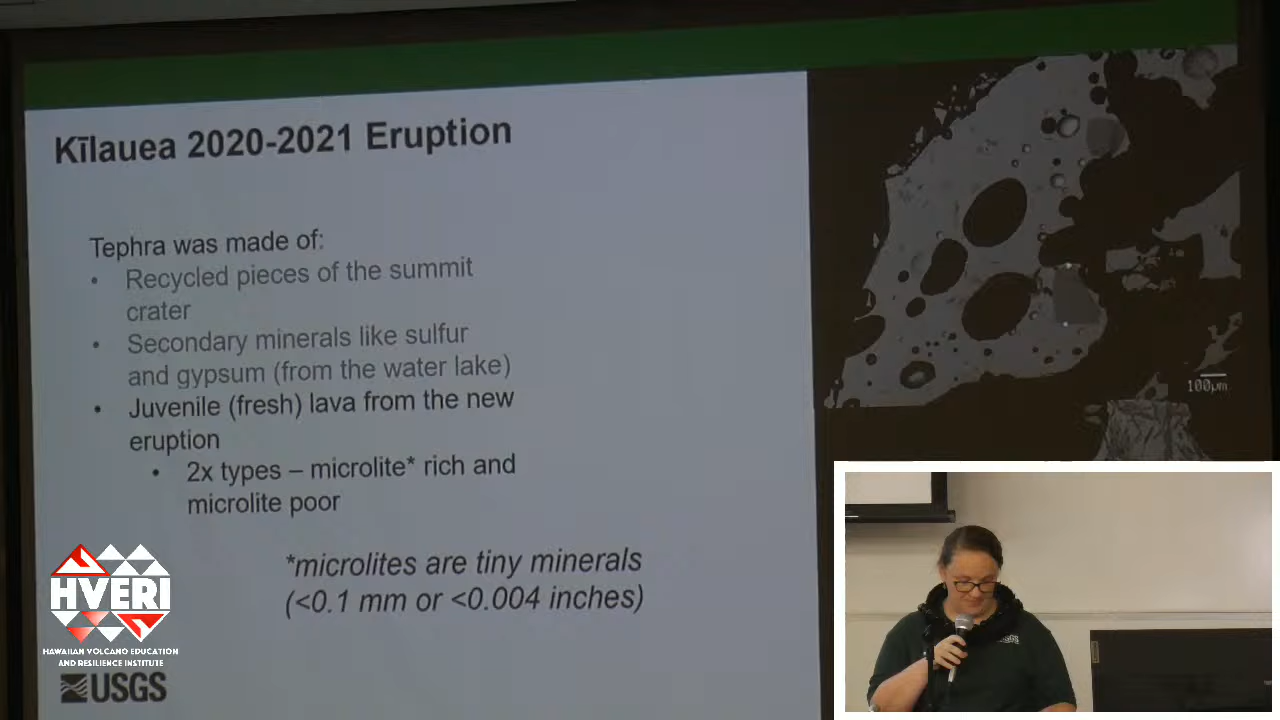 Kīlauea 2020-2021 Eruption
Tephra was made of:
• Recycled pieces of the summit
crater
• Secondary minerals like sulfur
and gypsum (from the water lake)
• Juvenile (fresh) lava from the new
eruption
• 2x types – microlite* rich and
microlite poor
*microlites are tiny minerals
(<0.1 mm or <0.004 inches)
100µm
HVERI
HAWAIIAN VOLCANO EDUCATION
AND RESILIENCE INSTITUTE
USGS
USGS